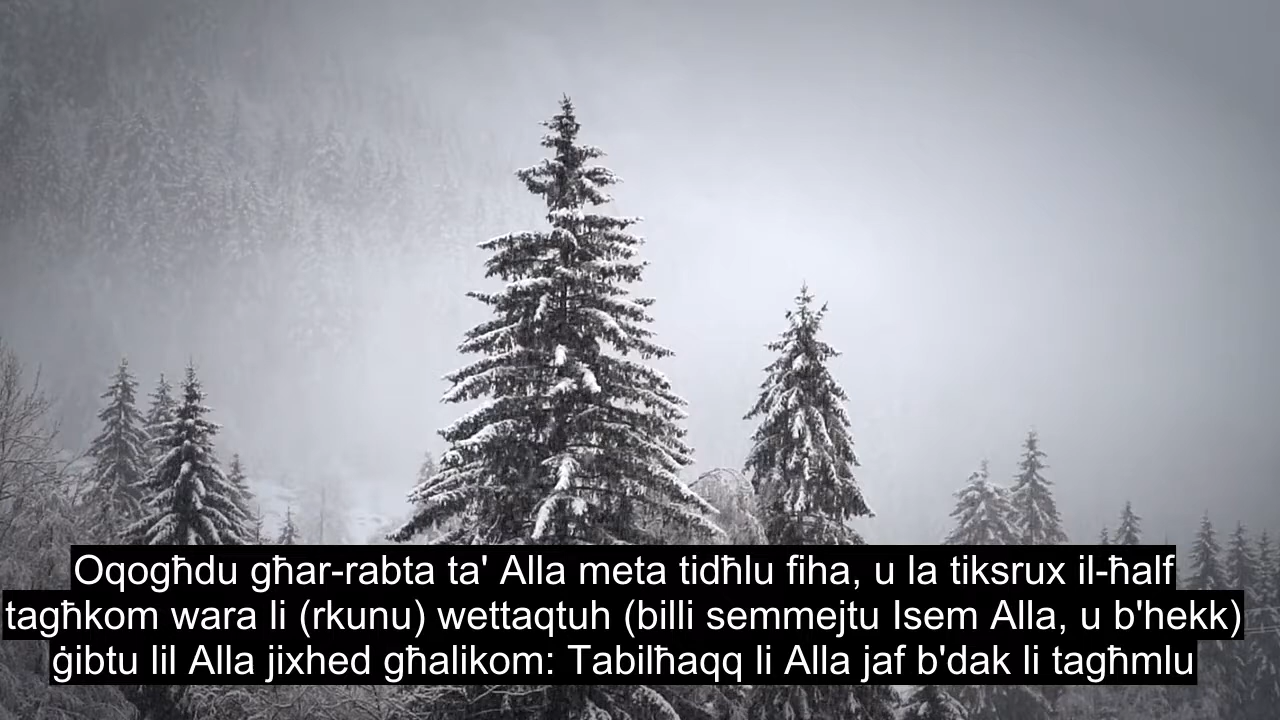 Oqogħdu għar-rabta ta' Alla meta tidħlu fiha, u la tiksrux il-ħalf
tagħkom wara li (rkunu) wettaqtuh (billi semmejtu Isem Alla, u b'hekk)
ġibtu lil Alla jixhed għalikom: Tabilħaqq li Alla jaf b'dak li tagħmlu